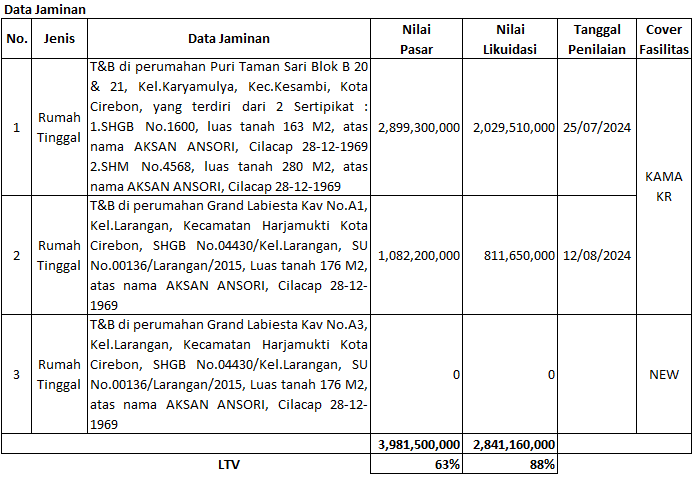 Data Jaminan
No. Jenis Data Jaminan Nilai Pasar Nilai Likuidasi Tanggal Penilaian Cover Fasilitas
1 Rumah Tinggal
T&B di perumahan Puri Taman Sari Blok B 20
& 21, Kel.Karyamulya, Kec.Kesambi, Kota
Cirebon, yang terdiri dari 2 Sertipikat :
1.SHGB No.1600, luas tanah 163 M2, atas
nama AKSAN ANSORI, Cilacap 28-12-1969
2.SHM No.4568, luas tanah 280 M2, atas
nama AKSAN ANSORI, Cilacap 28-12-1969
2,899,300,000 2,029,510,000 25/07/2024
KAMA KR
2 Rumah Tinggal
T&B di perumahan Grand Labiesta Kav No.A1,
Kel.Larangan, Kecamatan Harjamukti Kota
Cirebon, SHGB No.04430/Kel.Larangan, SU
No.00136/Larangan/2015, Luas tanah 176 M2,
atas nama AKSAN ANSORI, Cilacap 28-12-
1969
1,082,200,000 811,650,000 12/08/2024
3 Rumah Tinggal
T&B di perumahan Grand Labiesta Kav No.A3,
Kel.Larangan, Kecamatan Harjamukti Kota
Cirebon, SHGB No.04430/Kel.Larangan, SU
No.00136/Larangan/2015, Luas tanah 176 M2,
atas nama AKSAN ANSORI, Cilacap 28-12-
1969
0 0 NEW
3,981,500,000 2,841,160,000
LTV 63% 88%